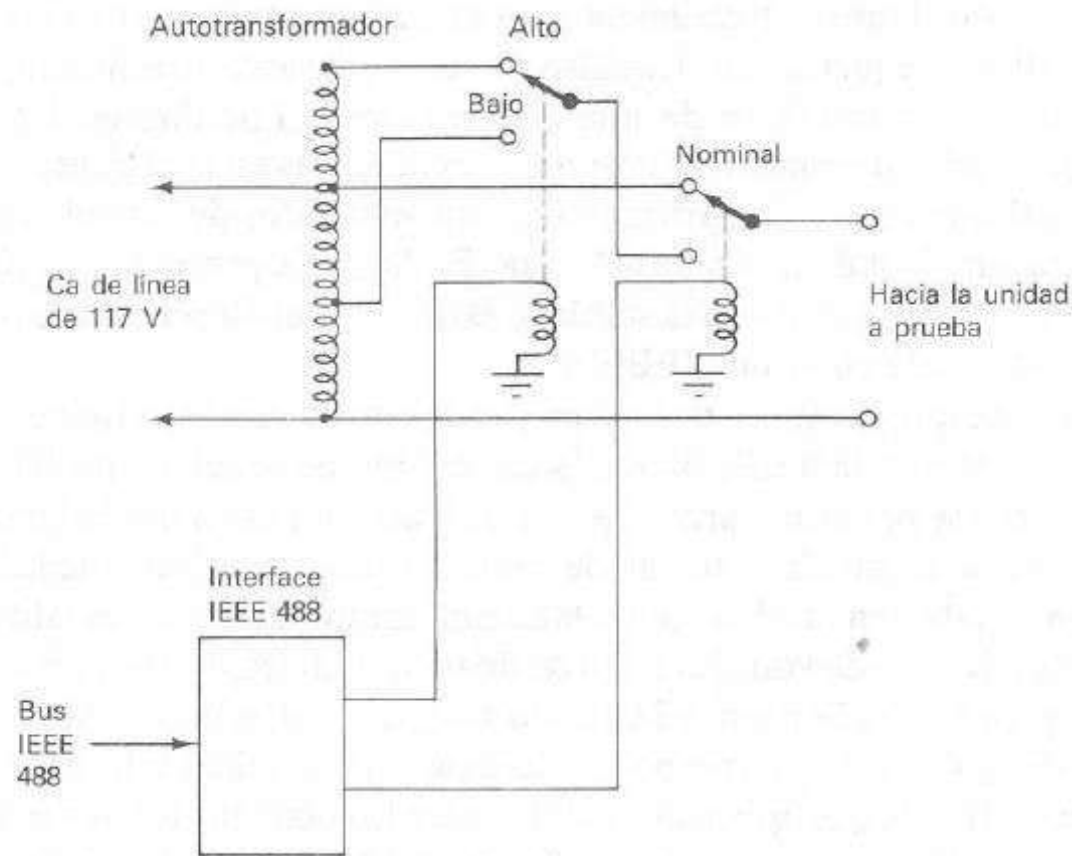 Autotransformador
Alto
Bajo
Nominal
Ca de línea
de 117 V
Hacia la unidad
a prueba
Interface
IEEE 488
Bus
IEEE
488